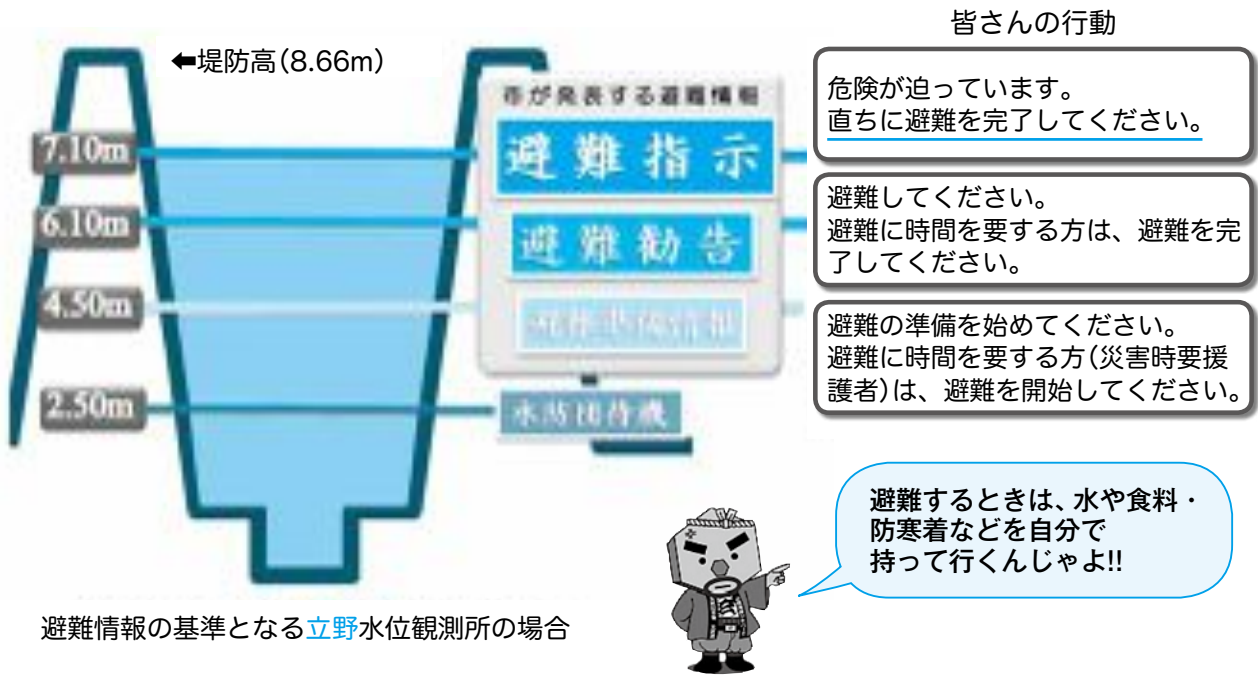 皆さんの行動
⬅堤防高(8.66m)
市が発表する避難情報
7.10m
避難指示
危険が迫っています。
直ちに避難を完了してください。
6.10m
避難勧告
避難してください。
避難に時間を要する方は、避難を完
了してください。
4.50m
避難準備情報
避難の準備を始めてください。
避難に時間を要する方(災害時要援
護者)は、避難を開始してください。
2.50m
水防団待機
避難するときは、水や食料・
防寒着などを自分で
持って行くんじゃよ!!
避難情報の基準となる立野水位観測所の場合